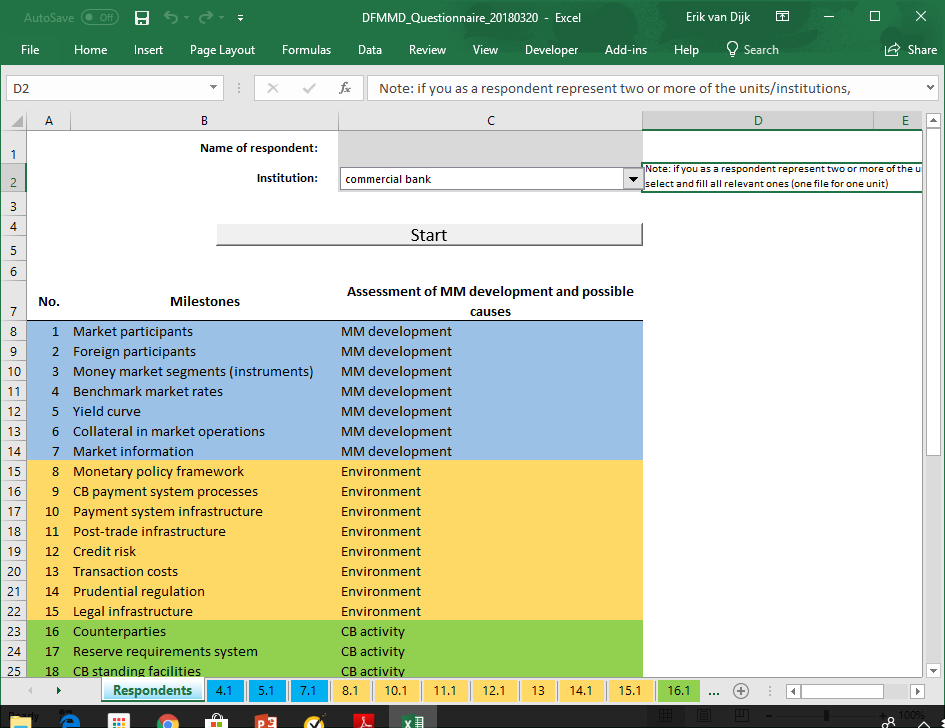 AutoSave Off
DFMMD_Questionnaire_20180320 - Excel
Erik van Dijk
File Home Insert Page Layout Formulas Data Review View Developer Add-ins Help Search Share
D2
fx
Note: if you as a respondent represent two or more of the units/institutions,
A B C D E
1 Name of respondent:
2 Institution: commercial bank
Note: if you as a respondent represent two or more of the u
select and fill all relevant ones (one file for one unit)
3
4
Start
5
6
Assessment of MM development and possible
No. Milestones
7 causes
8 1 Market participants MM development
9 2 Foreign participants MM development
10 3 Money market segments (instruments) MM development
11 4 Benchmark market rates MM development
12 5 Yield curve MM development
13 6 Collateral in market operations MM development
14 7 Market information MM development
15 8 Monetary policy framework Environment
16 9 CB payment system processes Environment
17 10 Payment system infrastructure Environment
18 11 Post-trade infrastructure Environment
19 12 Credit risk Environment
20 13 Transaction costs Environment
21 14 Prudential regulation Environment
22 15 Legal infrastructure Environment
23 16 Counterparties CB activity
24 17 Reserve requirements system CB activity
25 18 CB standing facilities CB activity
Respondents 4.1 5.1 7.1 8.1 10.1 11.1 12.1 13 14.1 15.1 16.1 ...
100%